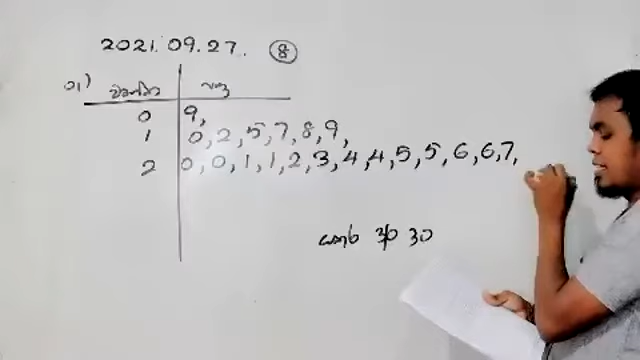 2021.09.27. 8
01) වෘන්තය පත්‍ර
0 9,
1 0, 2, 5, 7, 8, 9,
2 0, 0, 1, 1, 2, 3, 4, 4, 5, 5, 6, 6, 7,
30